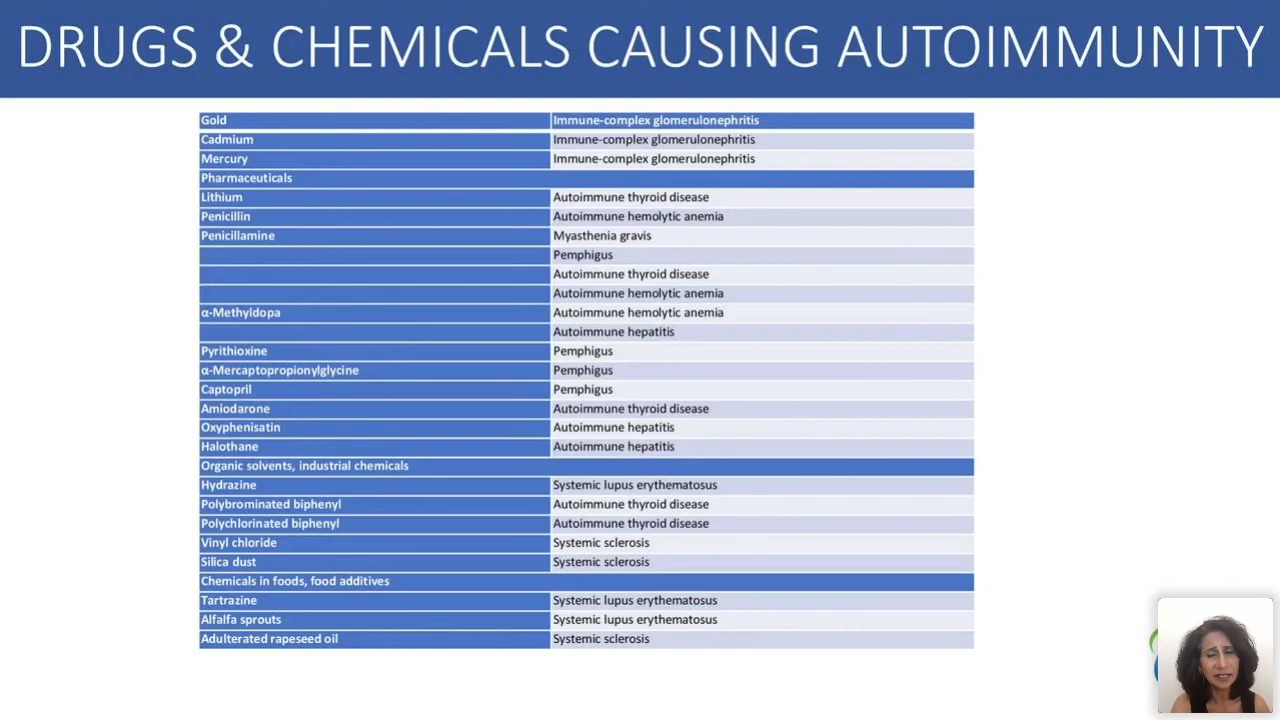 DRUGS & CHEMICALS CAUSING AUTOIMMUNITY
Gold Immune-complex glomerulonephritis
Cadmium Immune-complex glomerulonephritis
Mercury Immune-complex glomerulonephritis
Pharmaceuticals
Lithium Autoimmune thyroid disease
Penicillin Autoimmune hemolytic anemia
Penicillamine Myasthenia gravis
Pemphigus
Autoimmune thyroid disease
Autoimmune hemolytic anemia
α-Methyldopa Autoimmune hemolytic anemia
Autoimmune hepatitis
Pyrithioxine Pemphigus
α-Mercaptopropionylglycine Pemphigus
Captopril Pemphigus
Amiodarone Autoimmune thyroid disease
Oxyphenisatin Autoimmune hepatitis
Halothane Autoimmune hepatitis
Organic solvents, industrial chemicals
Hydrazine Systemic lupus erythematosus
Polybrominated biphenyl Autoimmune thyroid disease
Polychlorinated biphenyl Autoimmune thyroid disease
Vinyl chloride Systemic sclerosis
Silica dust Systemic sclerosis
Chemicals in foods, food additives
Tartrazine Systemic lupus erythematosus
Alfalfa sprouts Systemic lupus erythematosus
Adulterated rapeseed oil Systemic sclerosis